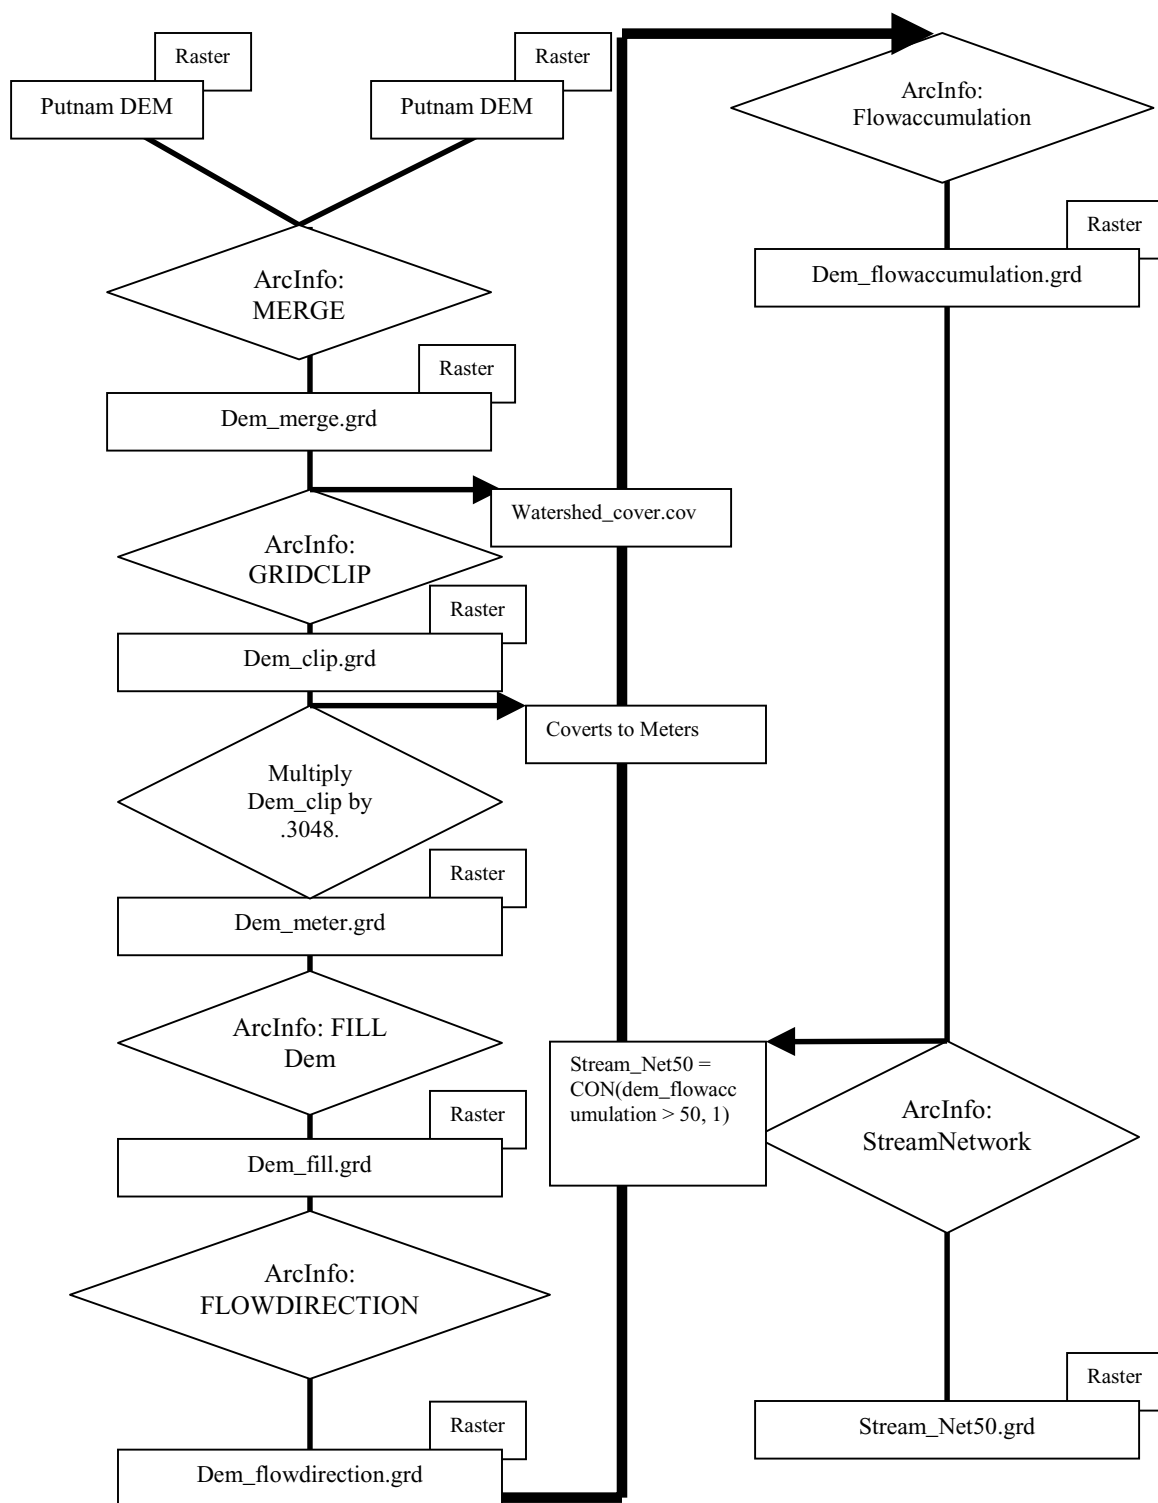 Raster
Putnam DEM
Raster
Putnam DEM
ArcInfo:
MERGE
Raster
Dem_merge.grd
Watershed_cover.cov
ArcInfo:
GRIDCLIP
Raster
Dem_clip.grd
Coverts to Meters
Multiply
Dem_clip by
.3048.
Raster
Dem_meter.grd
ArcInfo: FILL
Dem
Raster
Dem_fill.grd
ArcInfo:
FLOWDIRECTION
Raster
Dem_flowdirection.grd
ArcInfo:
Flowaccumulation
Raster
Dem_flowaccumulation.grd
Stream_Net50 =
CON(dem_flowacc
umulation > 50, 1)
ArcInfo:
StreamNetwork
Raster
Stream_Net50.grd